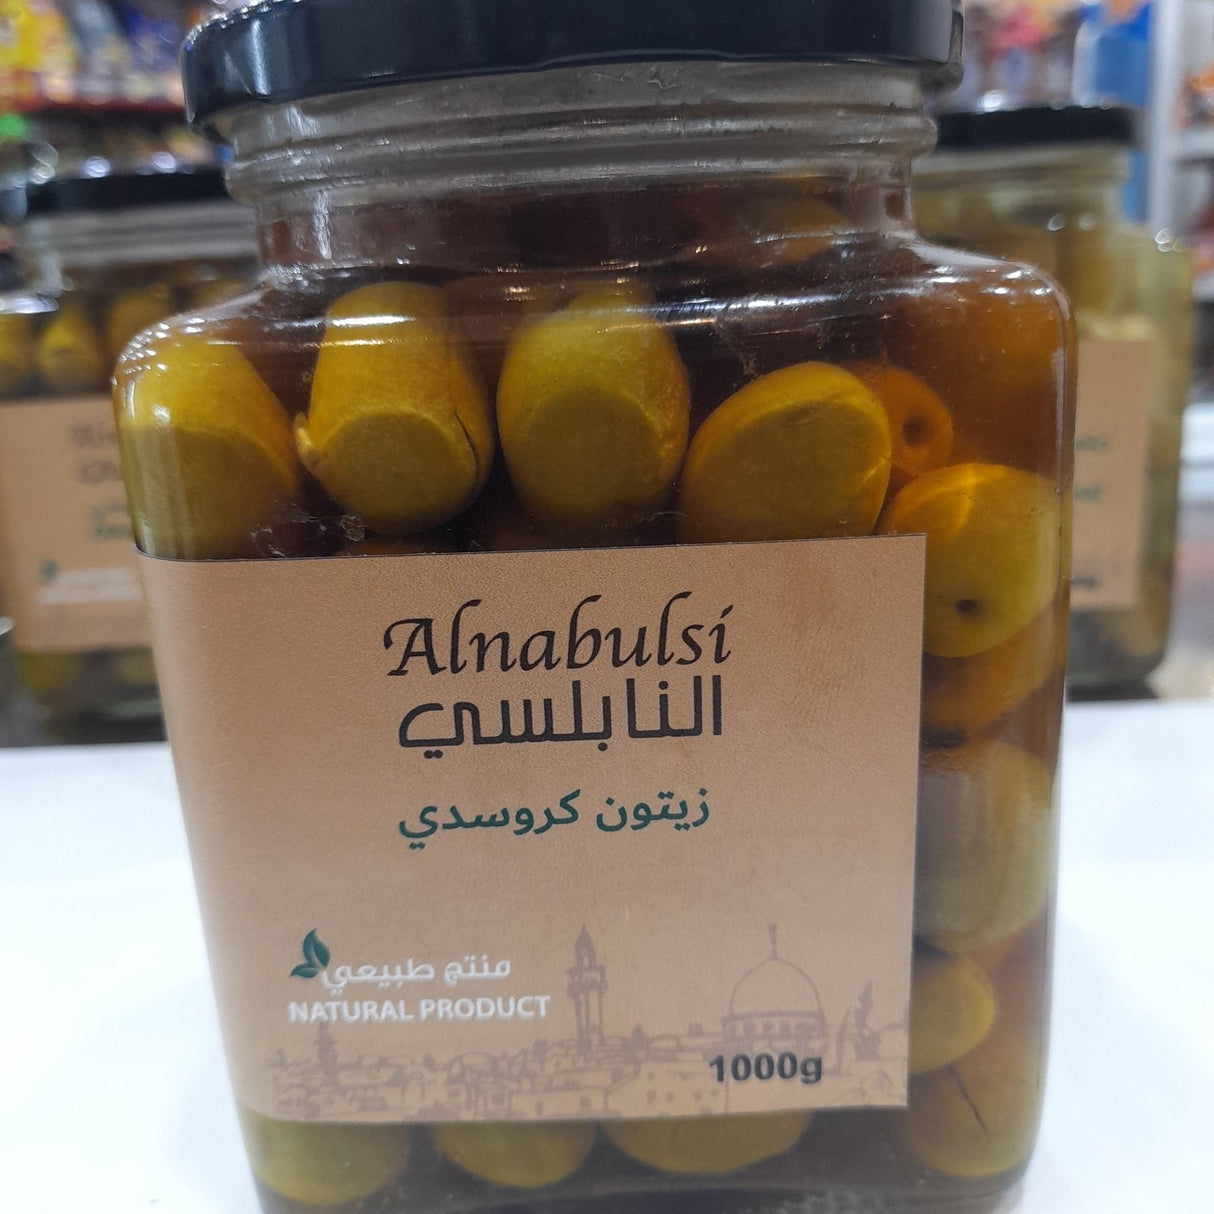 Alnabulsi
النابلسي
زيتون كروسدي
منتج طبيعي
NATURAL PRODUCT
1000g